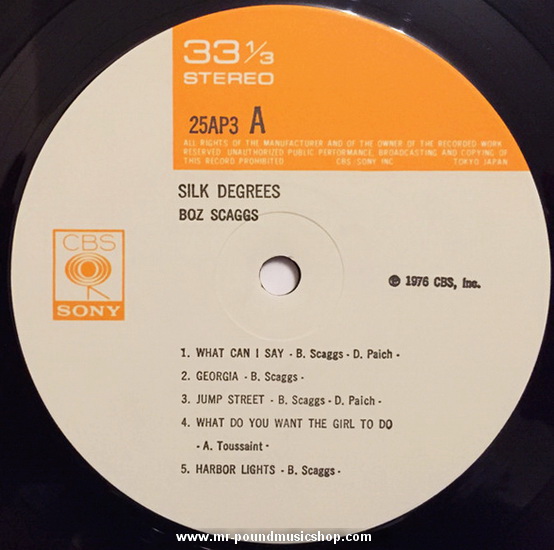 33 1/3
STEREO
25AP3 A
ALL RIGHTS OF THE MANUFACTURER AND OF THE OWNER OF THE RECORDED WORK
RESERVED. UNAUTHORIZED PUBLIC PERFORMANCE, BROADCASTING AND COPYING OF
THIS RECORD PROHIBITED CBS/SONY INC TOKYO JAPAN
SILK DEGREES
BOZ SCAGGS
CBS
SONY
℗ 1976 CBS, Inc.
1. WHAT CAN I SAY - B. Scaggs - D. Paich -
2. GEORGIA - B. Scaggs -
3. JUMP STREET - B. Scaggs - D. Paich -
4. WHAT DO YOU WANT THE GIRL TO DO
- A. Toussaint -
5. HARBOR LIGHTS - B. Scaggs -
www.mr-poundmusicshop.com